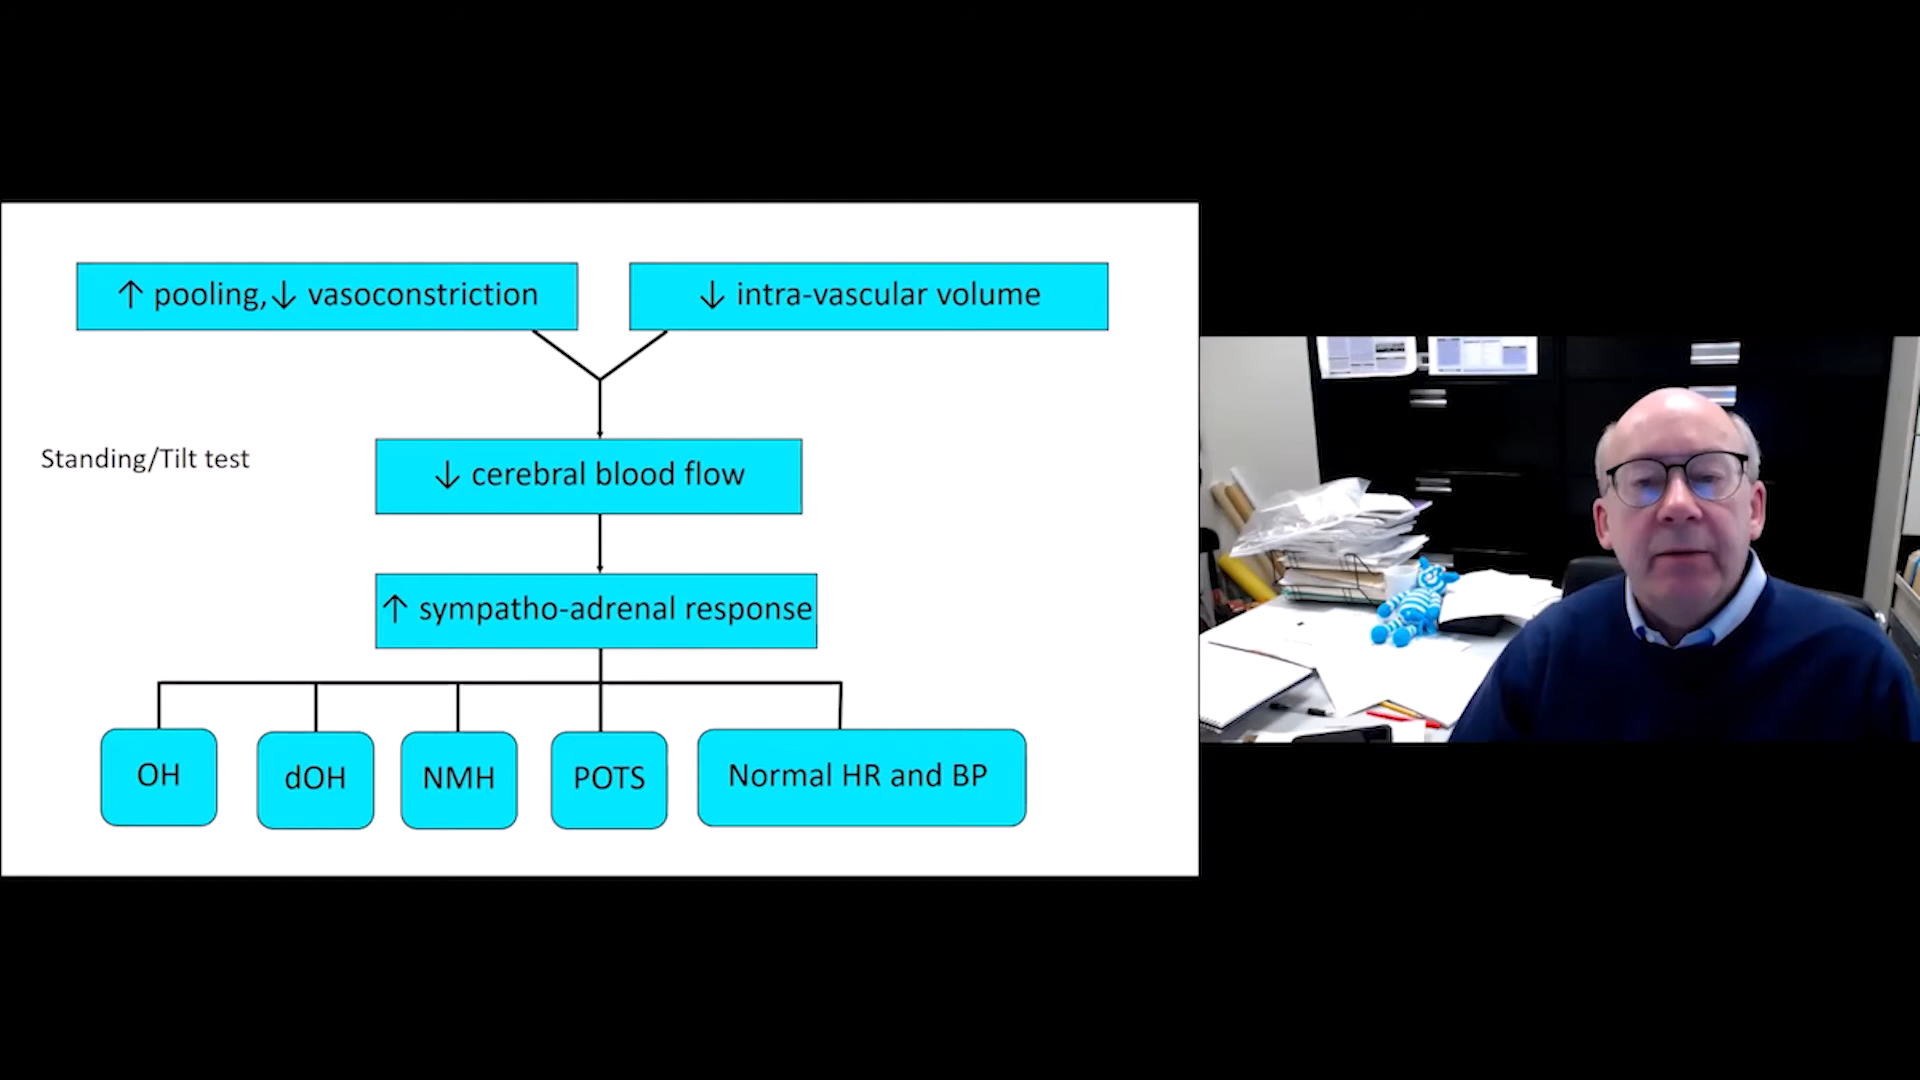 ↑ pooling,↓ vasoconstriction
↓ intra-vascular volume
Standing/Tilt test
↓ cerebral blood flow
↑ sympatho-adrenal response
OH
dOH
NMH
POTS
Normal HR and BP